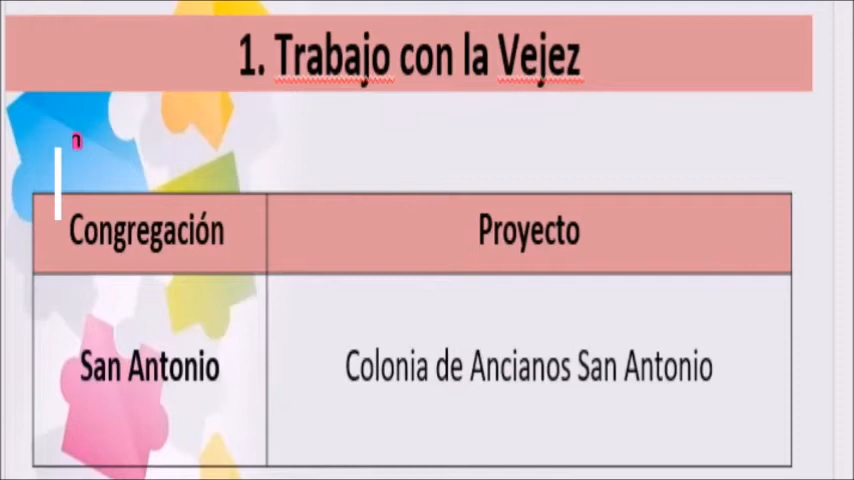 1. Trabajo con la Vejez
n
Congregación Proyecto
San Antonio Colonia de Ancianos San Antonio